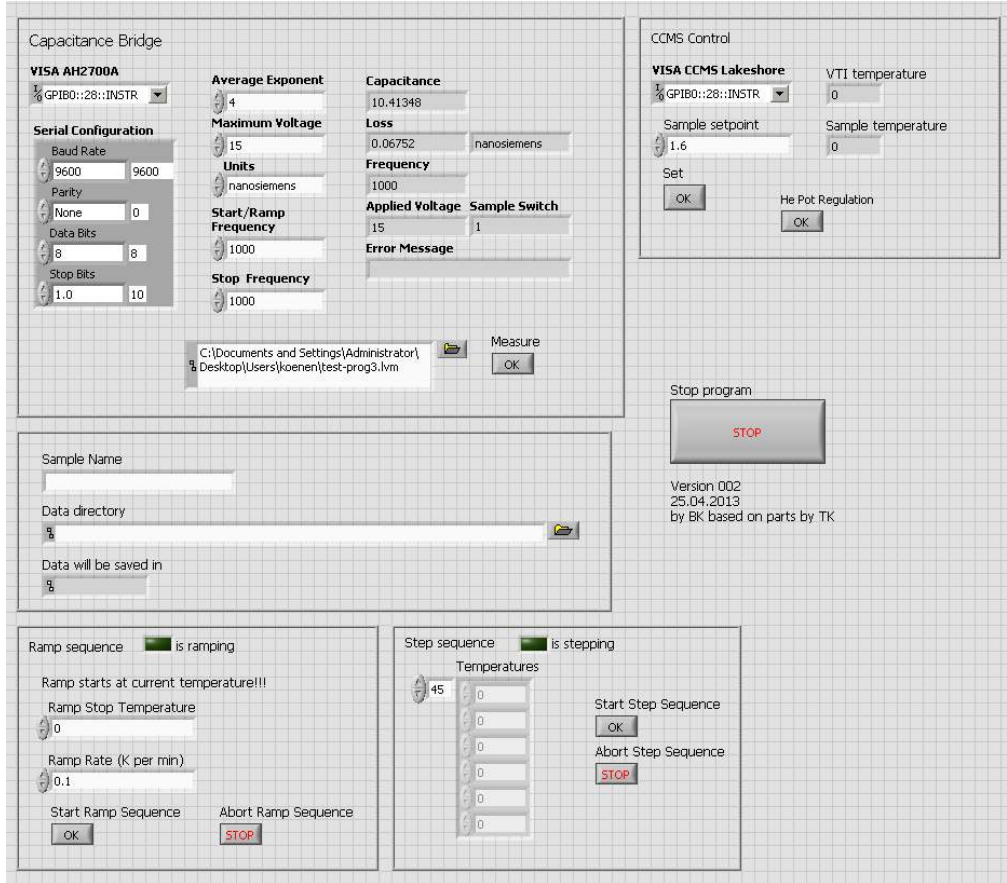 Capacitance Bridge
VISA AH2700A
GPIB0::28::INSTR
Serial Configuration
Baud Rate
9600 9600
Parity
None 0
Data Bits
8 8
Stop Bits
1.0 10
Average Exponent
4
Maximum Voltage
15
Units
nanosiemens
Start/Ramp
Frequency
1000
Stop Frequency
1000
Capacitance
10.41348
Loss
0.06752 nanosiemens
Frequency
1000
Applied Voltage Sample Switch
15 1
Error Message
C:\Documents and Settings\Administrator\
Desktop\Users\koenen\test-prog3.lvm
Measure
OK
CCMS Control
VISA CCMS Lakeshore
GPIB0::28::INSTR
VTI temperature
0
Sample setpoint
1.6
Sample temperature
0
Set
OK
He Pot Regulation
OK
Stop program
STOP
Version 002
25.04.2013
by BK based on parts by TK
Sample Name
Data directory
Data will be saved in
Ramp sequence is ramping
Ramp starts at current temperature!!!
Ramp Stop Temperature
0
Ramp Rate (K per min)
0.1
Start Ramp Sequence Abort Ramp Sequence
OK STOP
Step sequence is stepping
Temperatures
45 0
0
0
0
0
0
Start Step Sequence
OK
Abort Step Sequence
STOP